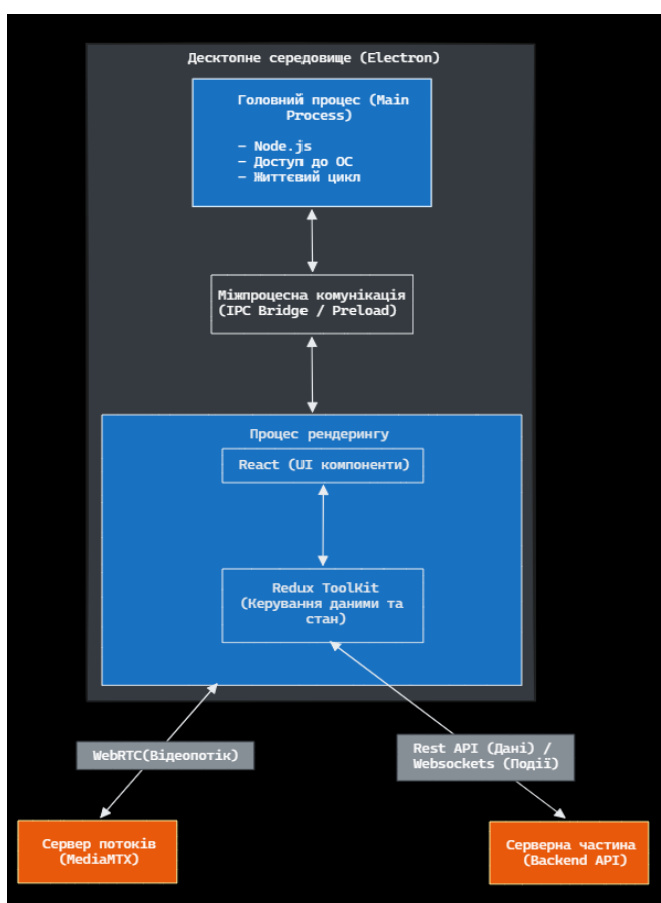 Десктопне середовище (Electron)
Головний процес (Main
Process)
– Node.js
– Доступ до ОС
– Життєвий цикл
Міжпроцесна комунікація
(IPC Bridge / Preload)
Процес рендерингу
React (UI компоненти)
Redux ToolKit
(Керування даними та
стан)
WebRTC(Відеопотік)
Rest API (Дані) /
Websockets (Події)
Сервер потоків
(MediaMTX)
Серверна частина
(Backend API)